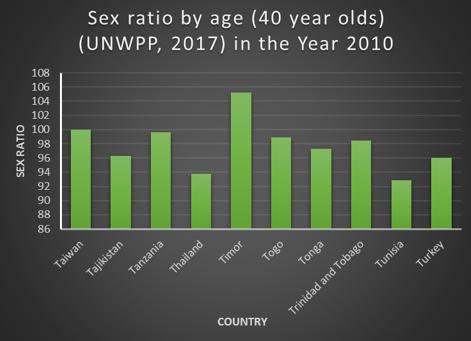 Sex ratio by age (40 year olds)
(UNWPP, 2017) in the Year 2010
SEX RATIO
108
106
104
102
100
98
96
94
92
90
88
86
Taiwan
Tajikistan
Tanzania
Thailand
Timor
Togo
Tonga
Trinidad and Tobago
Tunisia
Turkey
COUNTRY